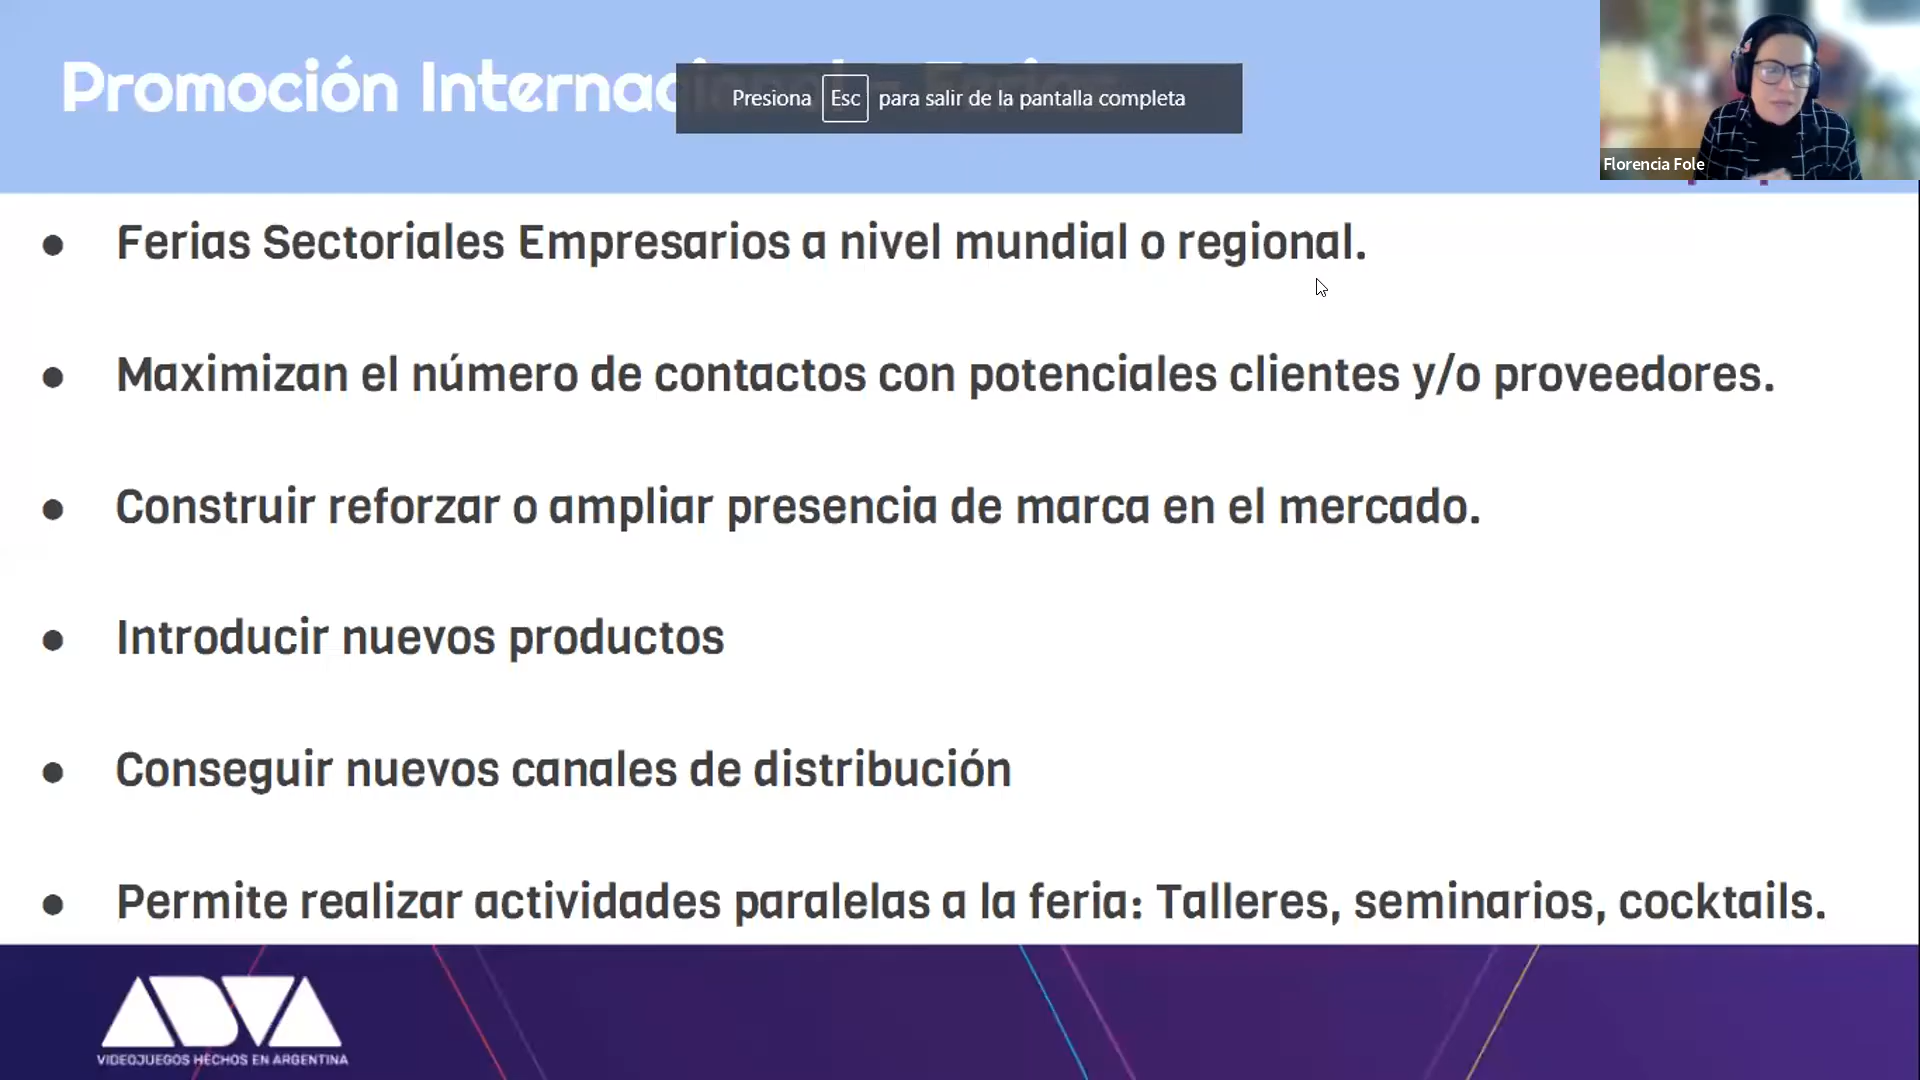 Promoción Internac
Presiona Esc para salir de la pantalla completa
Florencia Fole
● Ferias Sectoriales Empresarios a nivel mundial o regional.
● Maximizan el número de contactos con potenciales clientes y/o proveedores.
● Construir reforzar o ampliar presencia de marca en el mercado.
● Introducir nuevos productos
● Conseguir nuevos canales de distribución
● Permite realizar actividades paralelas a la feria: Talleres, seminarios, cocktails.
ADVA
VIDEOJUEGOS HECHOS EN ARGENTINA